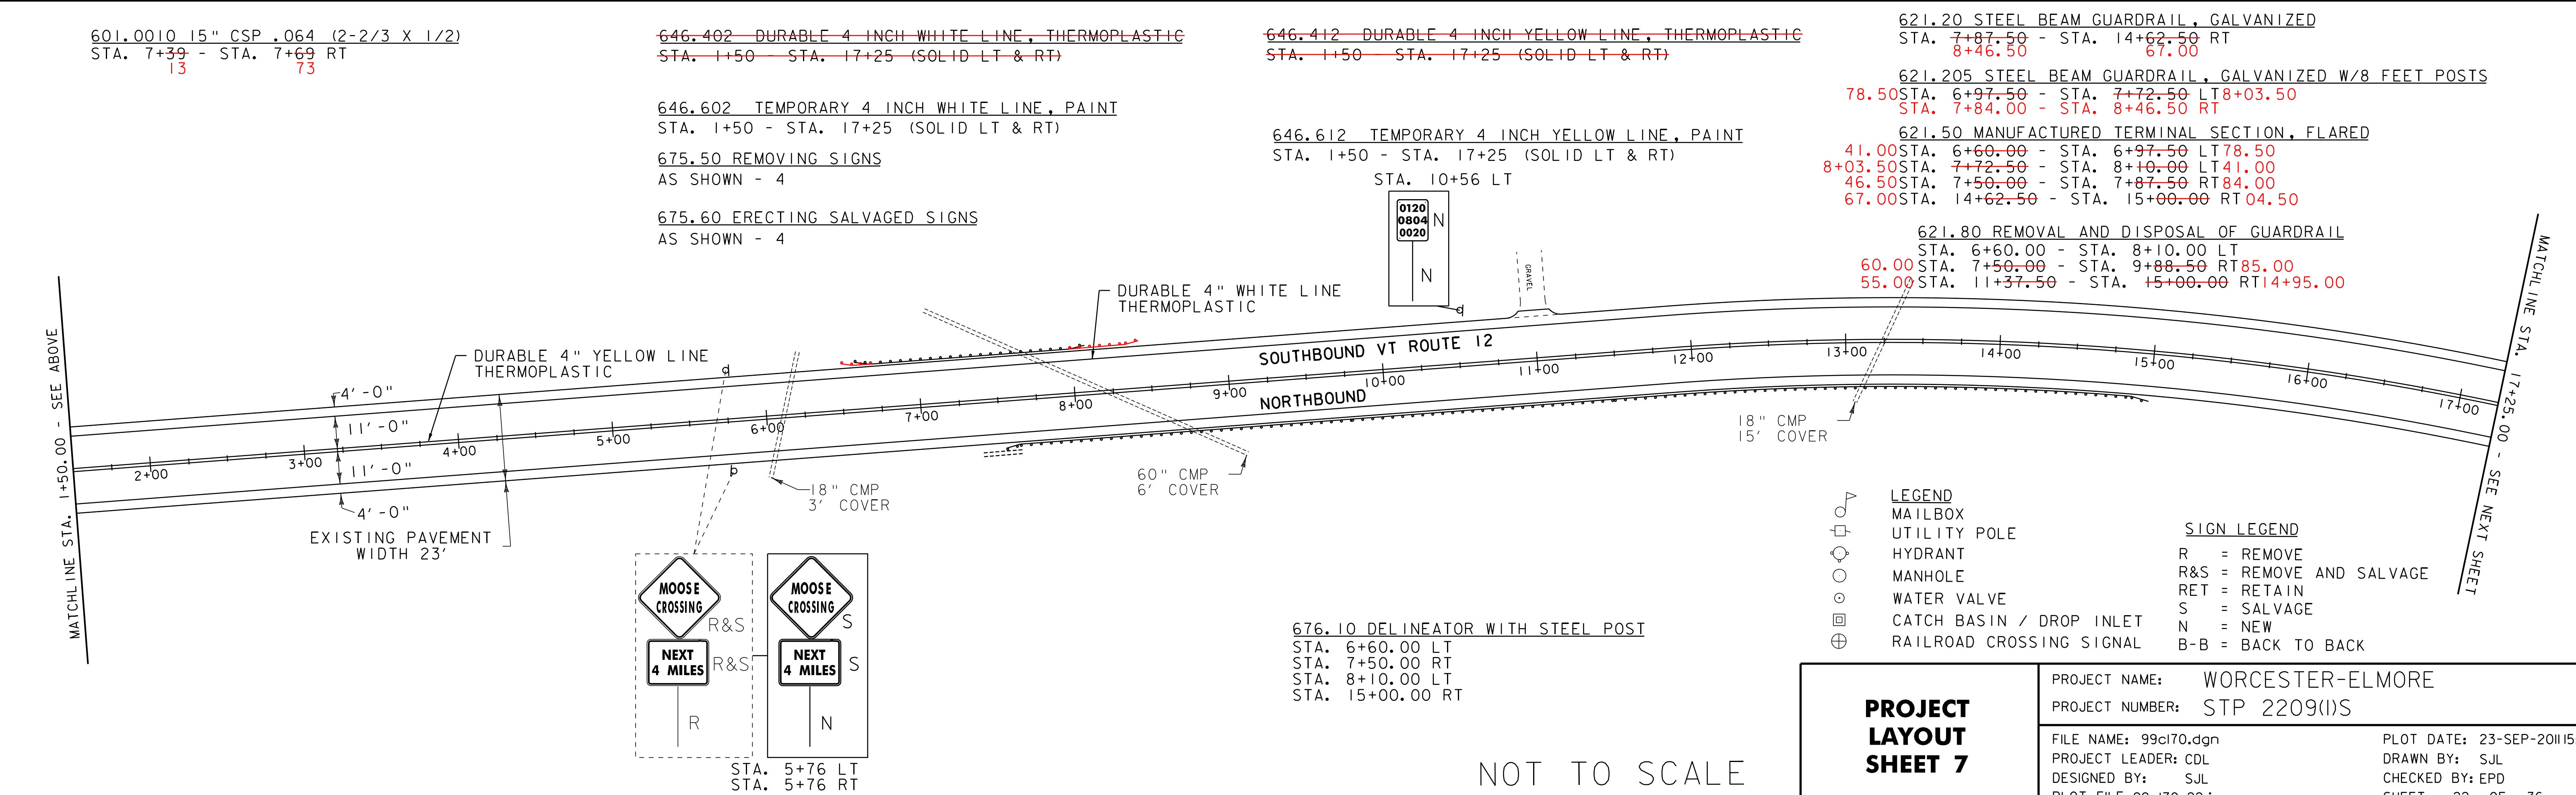 601.0010 15" CSP .064 (2-2/3 X 1/2)
STA. 7+39 - STA. 7+69 RT
13 73
646.402 DURABLE 4 INCH WHITE LINE, THERMOPLASTIC
STA. 1+50 - STA. 17+25 (SOLID LT & RT)
646.602 TEMPORARY 4 INCH WHITE LINE, PAINT
STA. 1+50 - STA. 17+25 (SOLID LT & RT)
675.50 REMOVING SIGNS
AS SHOWN - 4
675.60 ERECTING SALVAGED SIGNS
AS SHOWN - 4
646.412 DURABLE 4 INCH YELLOW LINE, THERMOPLASTIC
STA. 1+50 - STA. 17+25 (SOLID LT & RT)
646.612 TEMPORARY 4 INCH YELLOW LINE, PAINT
STA. 1+50 - STA. 17+25 (SOLID LT & RT)
STA. 10+56 LT
0120
0804
0020
N
N
621.20 STEEL BEAM GUARDRAIL, GALVANIZED
STA. 7+87.50 - STA. 14+62.50 RT
8+46.50 67.00
621.205 STEEL BEAM GUARDRAIL, GALVANIZED W/8 FEET POSTS
78.50 STA. 6+97.50 - STA. 7+72.50 LT 8+03.50
STA. 7+84.00 - STA. 8+46.50 RT
621.50 MANUFACTURED TERMINAL SECTION, FLARED
41.00 STA. 6+60.00 - STA. 6+97.50 LT 78.50
8+03.50 STA. 7+72.50 - STA. 8+10.00 LT 41.00
46.50 STA. 7+50.00 - STA. 7+87.50 RT 84.00
67.00 STA. 14+62.50 - STA. 15+00.00 RT 04.50
621.80 REMOVAL AND DISPOSAL OF GUARDRAIL
STA. 6+60.00 - STA. 8+10.00 LT
60.00 STA. 7+50.00 - STA. 9+88.50 RT 85.00
55.00 STA. 11+37.50 - STA. 15+00.00 RT 14+95.00
MATCHLINE STA. 1+50.00 - SEE ABOVE
DURABLE 4" YELLOW LINE
THERMOPLASTIC
DURABLE 4" WHITE LINE
THERMOPLASTIC
GRAVEL
4'-0"
11'-0"
11'-0"
4'-0"
EXISTING PAVEMENT
WIDTH 23'
SOUTHBOUND VT ROUTE 12
NORTHBOUND
2+00
3+00
4+00
5+00
6+00
7+00
8+00
9+00
10+00
11+00
12+00
13+00
14+00
15+00
16+00
17+00
18" CMP
3' COVER
60" CMP
6' COVER
18" CMP
15' COVER
MATCHLINE STA. 17+25.00 - SEE NEXT SHEET
MOOSE
CROSSING
R&S
NEXT
4 MILES
R&S
R
MOOSE
CROSSING
S
NEXT
4 MILES
S
N
STA. 5+76 LT
STA. 5+76 RT
676.10 DELINEATOR WITH STEEL POST
STA. 6+60.00 LT
STA. 7+50.00 RT
STA. 8+10.00 LT
STA. 15+00.00 RT
NOT TO SCALE
LEGEND
MAILBOX
UTILITY POLE
HYDRANT
MANHOLE
WATER VALVE
CATCH BASIN / DROP INLET
RAILROAD CROSSING SIGNAL
SIGN LEGEND
R = REMOVE
R&S = REMOVE AND SALVAGE
RET = RETAIN
S = SALVAGE
N = NEW
B-B = BACK TO BACK
PROJECT
LAYOUT
SHEET 7
PROJECT NAME: WORCESTER-ELMORE
PROJECT NUMBER: STP 2209(1)S
FILE NAME: 99c170.dgn
PROJECT LEADER: CDL
DESIGNED BY: SJL
PLOT DATE: 23-SEP-2011
DRAWN BY: SJL
CHECKED BY: EPD